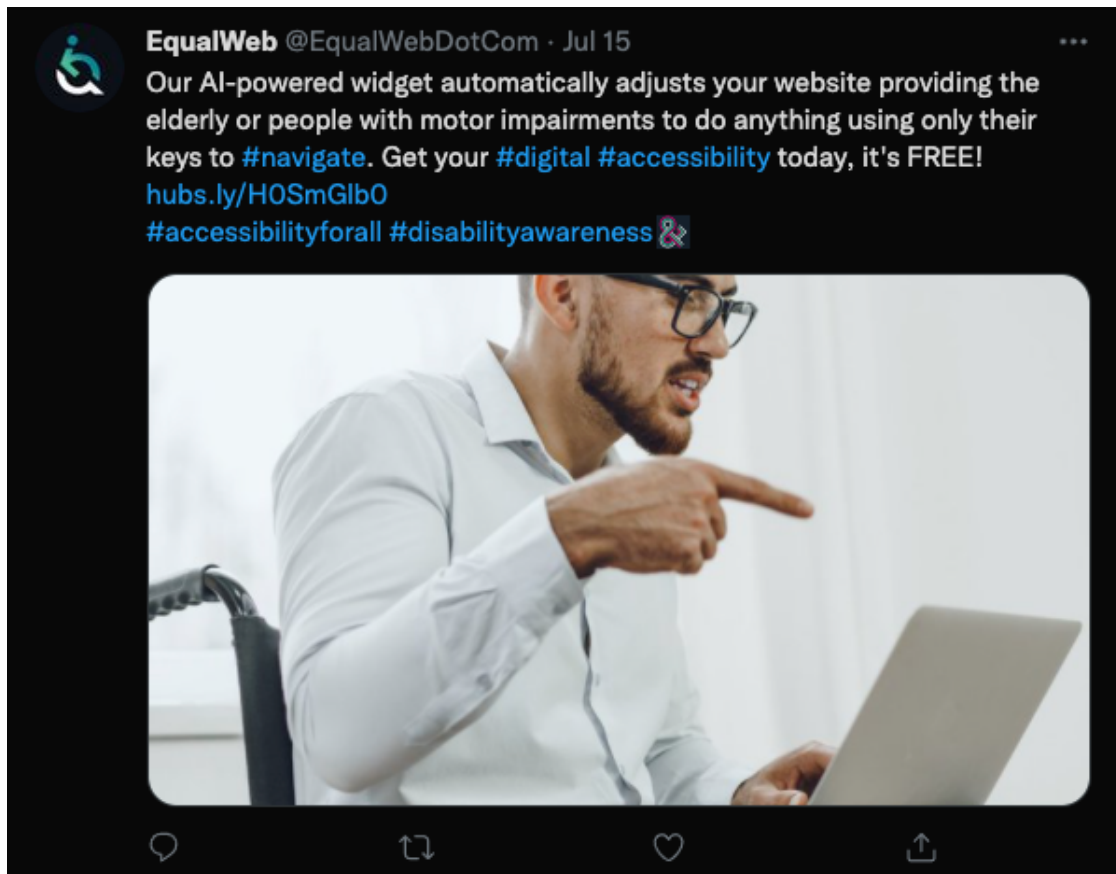 EqualWeb @EqualWebDotCom · Jul 15
Our AI-powered widget automatically adjusts your website providing the
elderly or people with motor impairments to do anything using only their
keys to #navigate. Get your #digital #accessibility today, it's FREE!
hubs.ly/H0SmGlb0
#accessibilityforall #disabilityawareness